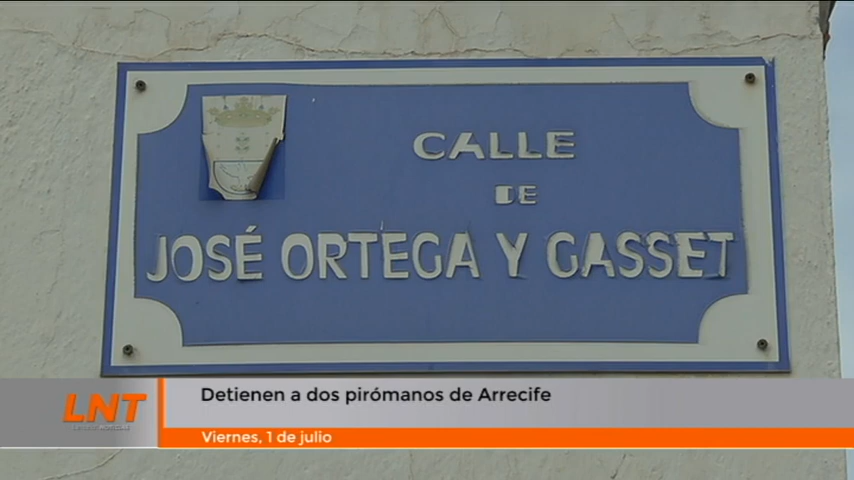 CALLE
DE
JOSÉ ORTEGA Y GASSET
LNT
Detienen a dos pirómanos de Arrecife
Viernes, 1 de julio